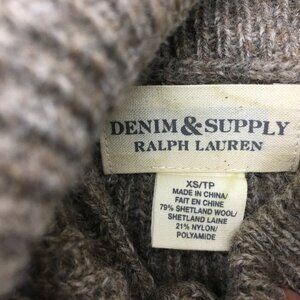 DENIM & SUPPLY
RALPH LAUREN
XS/TP
MADE IN CHINA/
FAIT EN CHINE
79% SHETLAND WOOL/
SHETLAND LAINE
21% NYLON/
POLYAMIDE